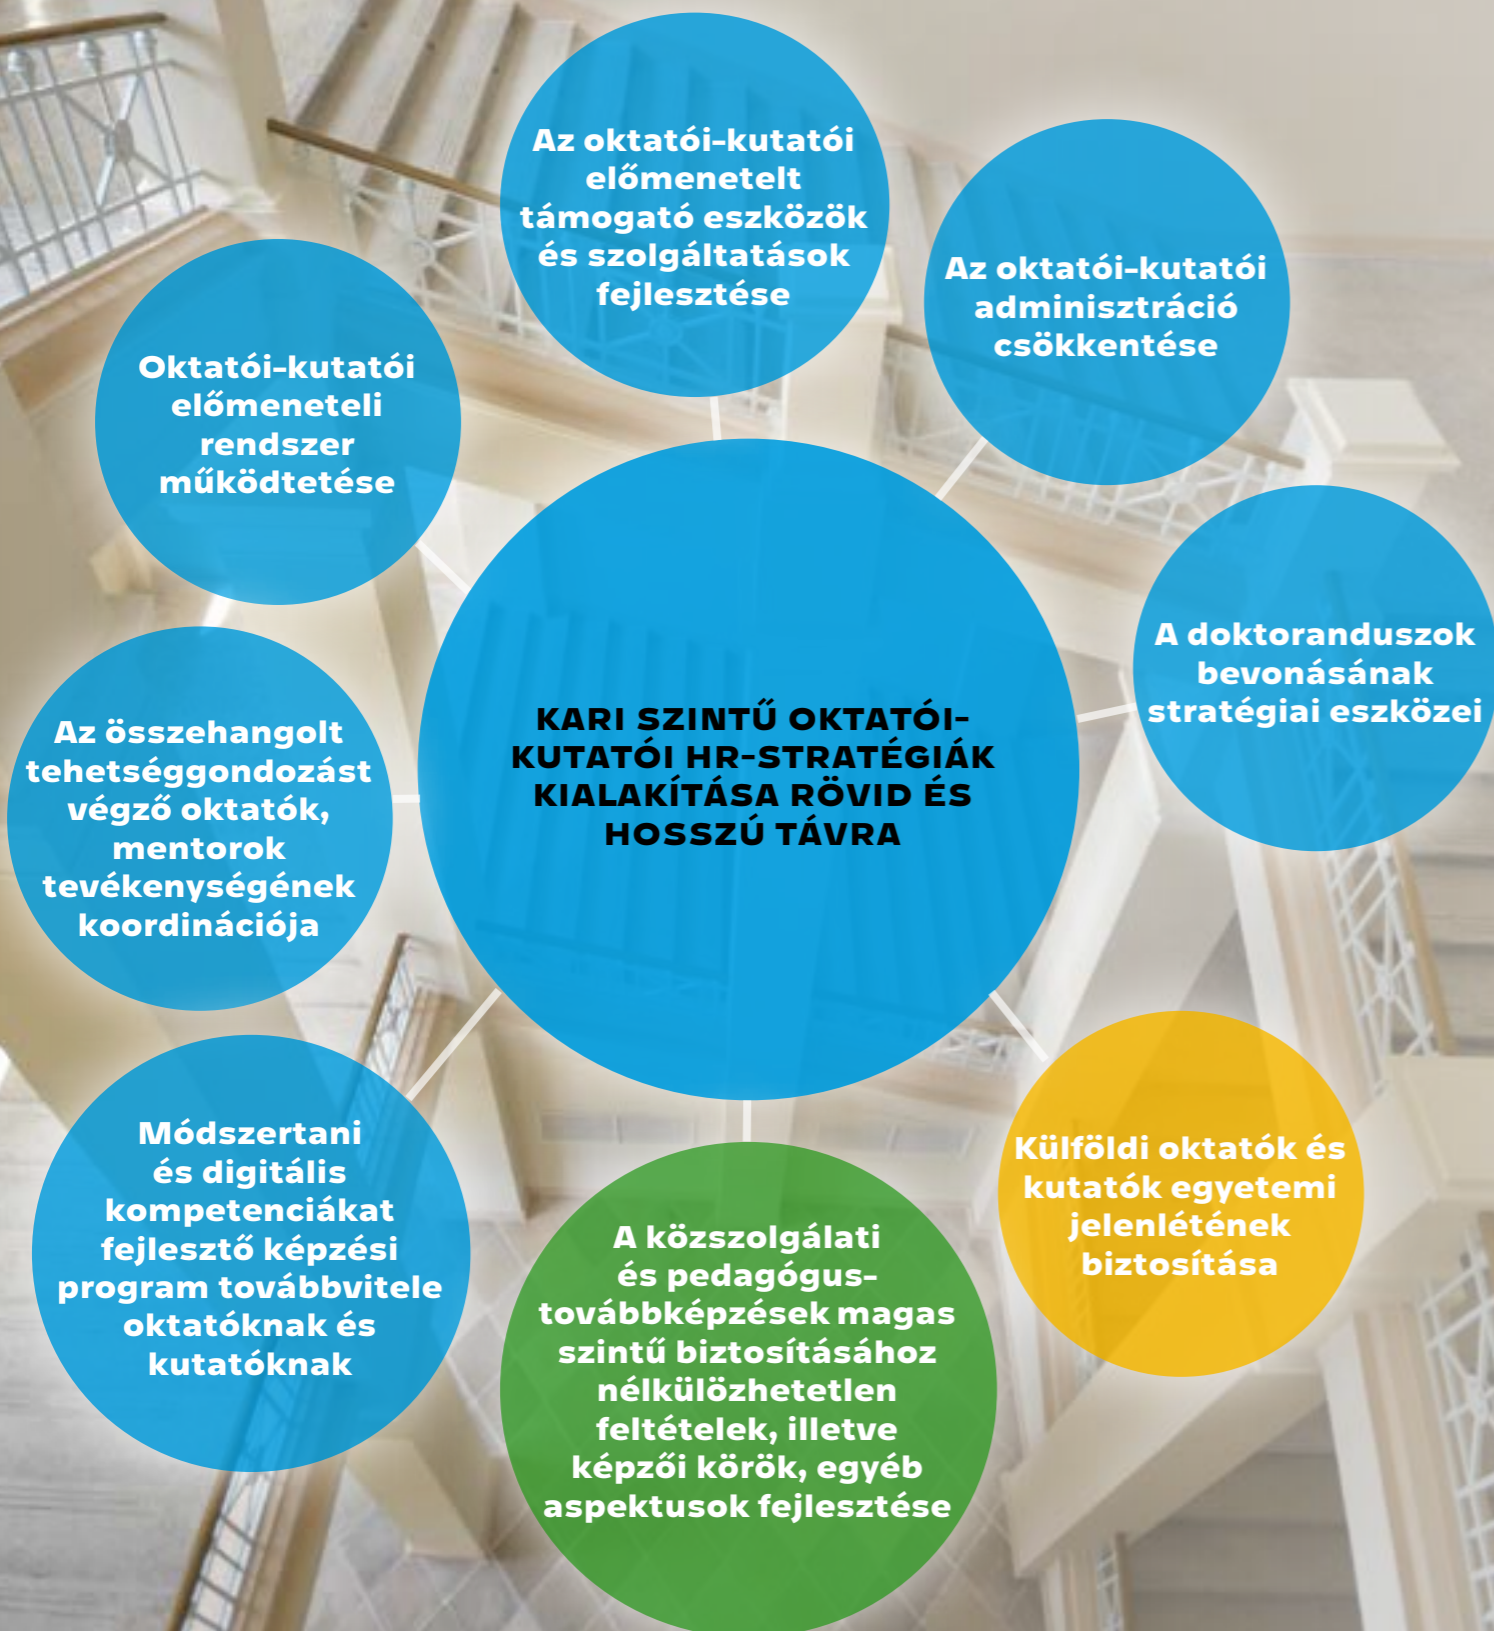 Az oktatói-kutatói
előmenetelt
támogató eszközök
és szolgáltatások
fejlesztése
Az oktatói-kutatói
adminisztráció
csökkentése
Oktatói-kutatói
előmeneteli
rendszer
működtetése
A doktoranduszok
bevonásának
stratégiai eszközei
KARI SZINTŰ OKTATÓI-
KUTATÓI HR-STRATÉGIÁK
KIALAKÍTÁSA RÖVID ÉS
HOSSZÚ TÁVRA
Az összehangolt
tehetséggondozást
végző oktatók,
mentorok
tevékenységének
koordinációja
Módszertani
és digitális
kompetenciákat
fejlesztő képzési
program továbbvitele
oktatóknak és
kutatóknak
A közszolgálati
és pedagógus-
továbbképzések magas
szintű biztosításához
nélkülözhetetlen
feltételek, illetve
képzői körök, egyéb
aspektusok fejlesztése
Külföldi oktatók és
kutatók egyetemi
jelenlétének
biztosítása